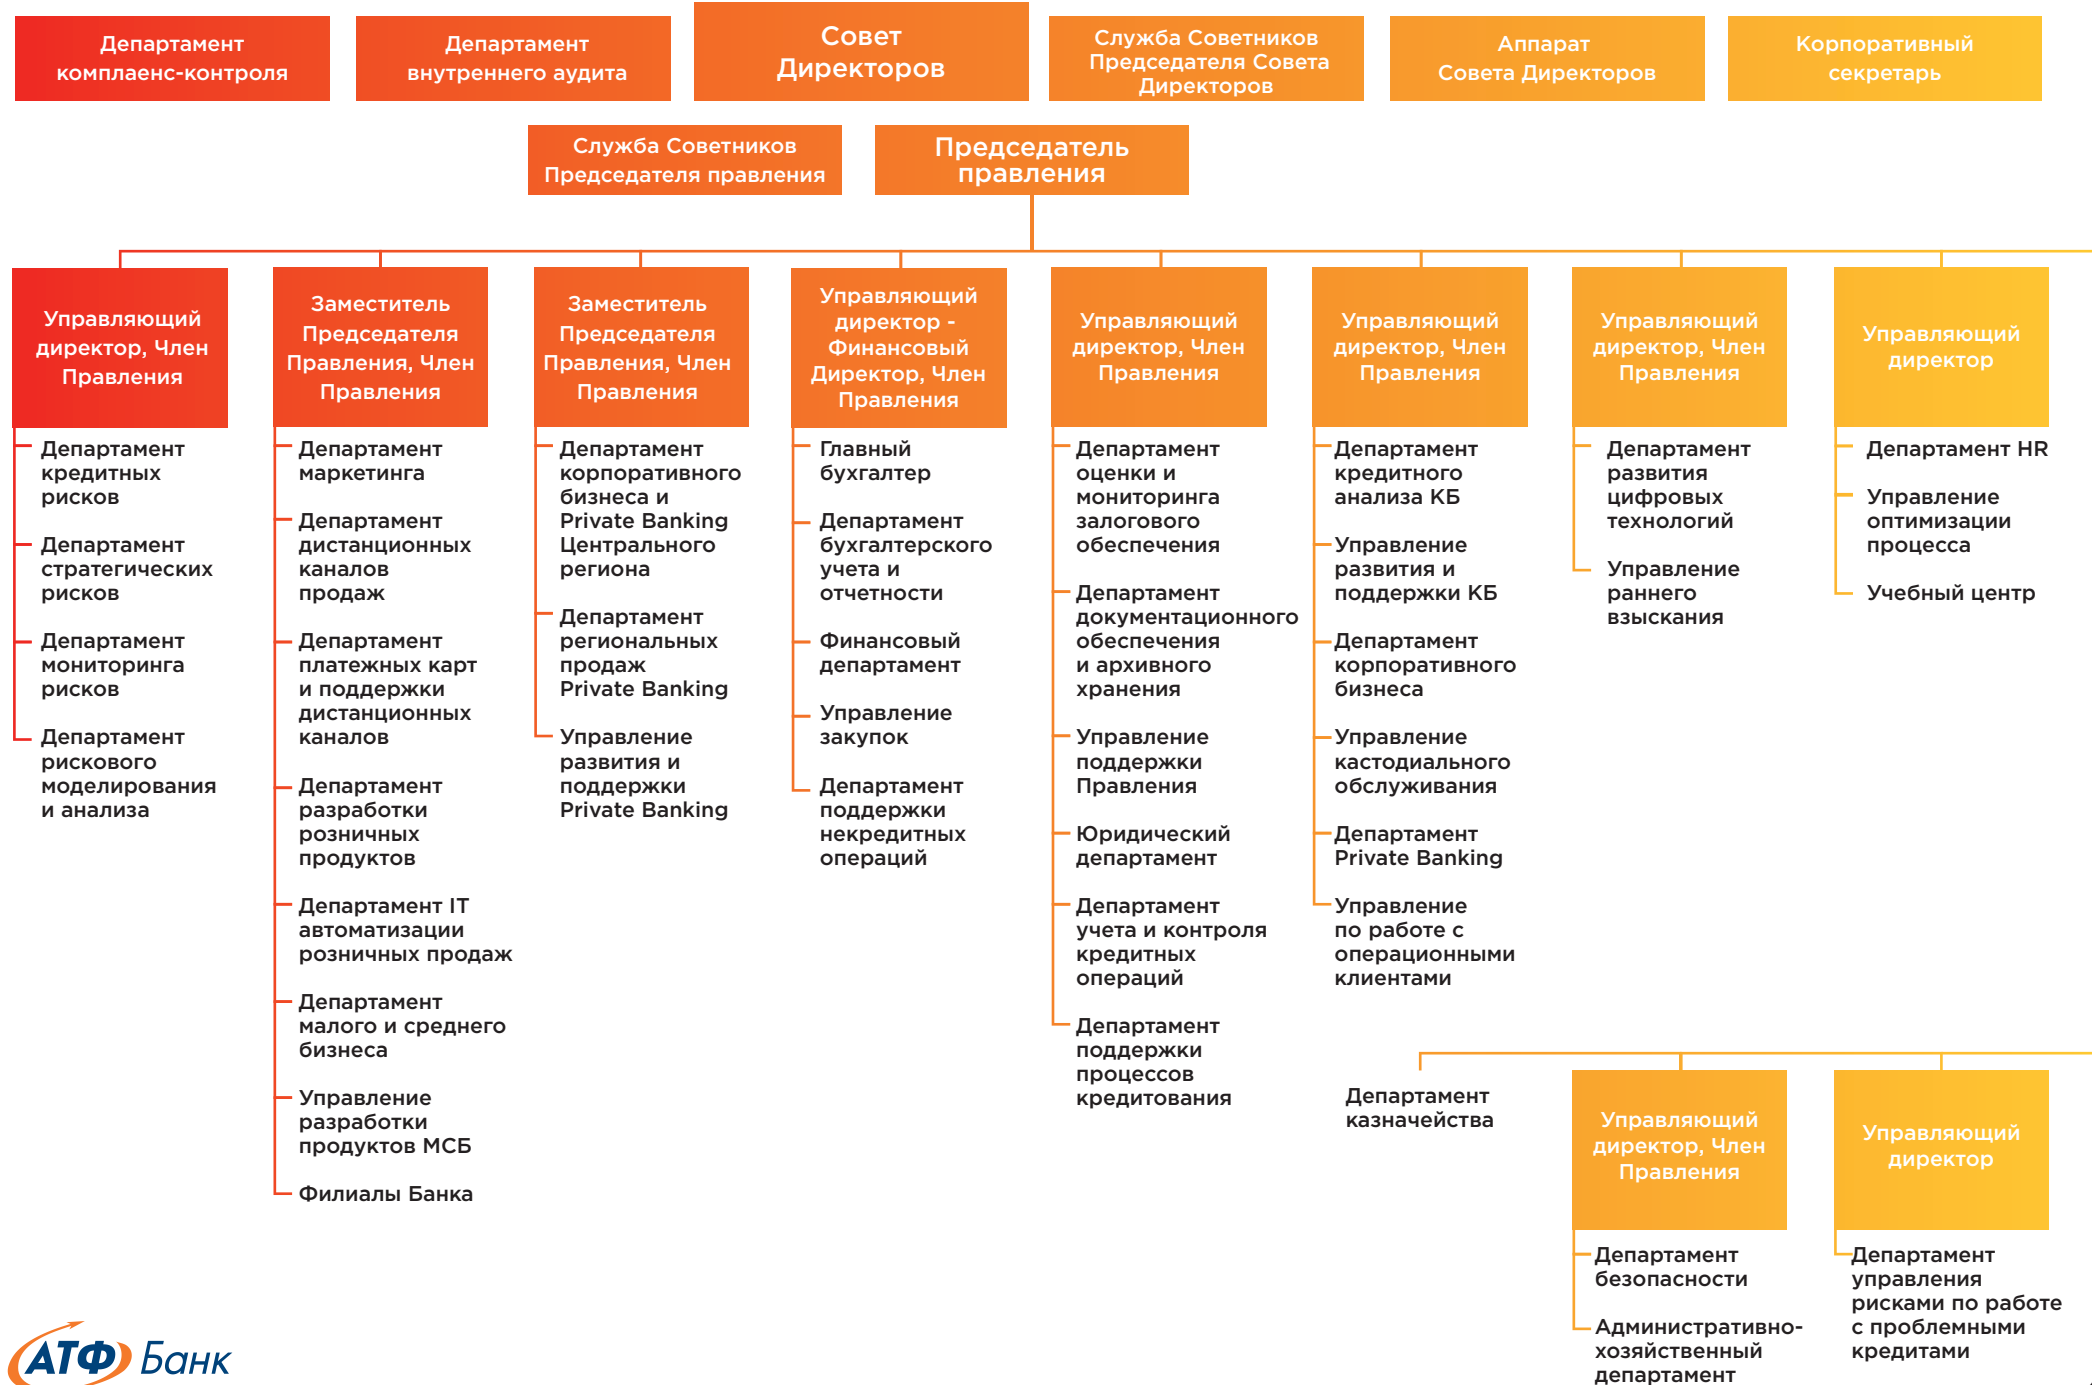 Департамент
комплаенс-контроля
Департамент
внутреннего аудита
Совет
Директоров
Служба Советников
Председателя Совета
Директоров
Аппарат
Совета Директоров
Корпоративный
секретарь
Служба Советников
Председателя правления
Председатель
правления
Управляющий
директор, Член
Правления
Департамент
кредитных
рисков
Департамент
стратегических
рисков
Департамент
мониторинга
рисков
Департамент
рискового
моделирования
и анализа
Заместитель
Председателя
Правления, Член
Правления
Департамент
маркетинга
Департамент
дистанционных
каналов
продаж
Департамент
платежных карт
и поддержки
дистанционных
каналов
Департамент
разработки
розничных
продуктов
Департамент IT
автоматизации
розничных продаж
Департамент
малого и среднего
бизнеса
Управление
разработки
продуктов МСБ
Филиалы Банка
Заместитель
Председателя
Правления, Член
Правления
Департамент
корпоративного
бизнеса и
Private Banking
Центрального
региона
Департамент
региональных
продаж
Private Banking
Управление
развития и
поддержки
Private Banking
Управляющий
директор -
Финансовый
Директор, Член
Правления
Главный
бухгалтер
Департамент
бухгалтерского
учета и
отчетности
Финансовый
департамент
Управление
закупок
Департамент
поддержки
некредитных
операций
Управляющий
директор, Член
Правления
Департамент
оценки и
мониторинга
залогового
обеспечения
Департамент
документационного
обеспечения
и архивного
хранения
Управление
поддержки
Правления
Юридический
департамент
Департамент
учета и контроля
кредитных
операций
Департамент
поддержки
процессов
кредитования
Управляющий
директор, Член
Правления
Департамент
кредитного
анализа КБ
Управление
развития и
поддержки КБ
Департамент
корпоративного
бизнеса
Управление
кастодиального
обслуживания
Департамент
Private Banking
Управление
по работе с
операционными
клиентами
Управляющий
директор, Член
Правления
Департамент
развития
цифровых
технологий
Управление
раннего
взыскания
Управляющий
директор
Департамент HR
Управление
оптимизации
процесса
Учебный центр
Департамент
казначейства
Управляющий
директор, Член
Правления
Департамент
безопасности
Административно-
хозяйственный
департамент
Управляющий
директор
Департамент
управления
рисками по работе
с проблемными
кредитами
АТФ Банк